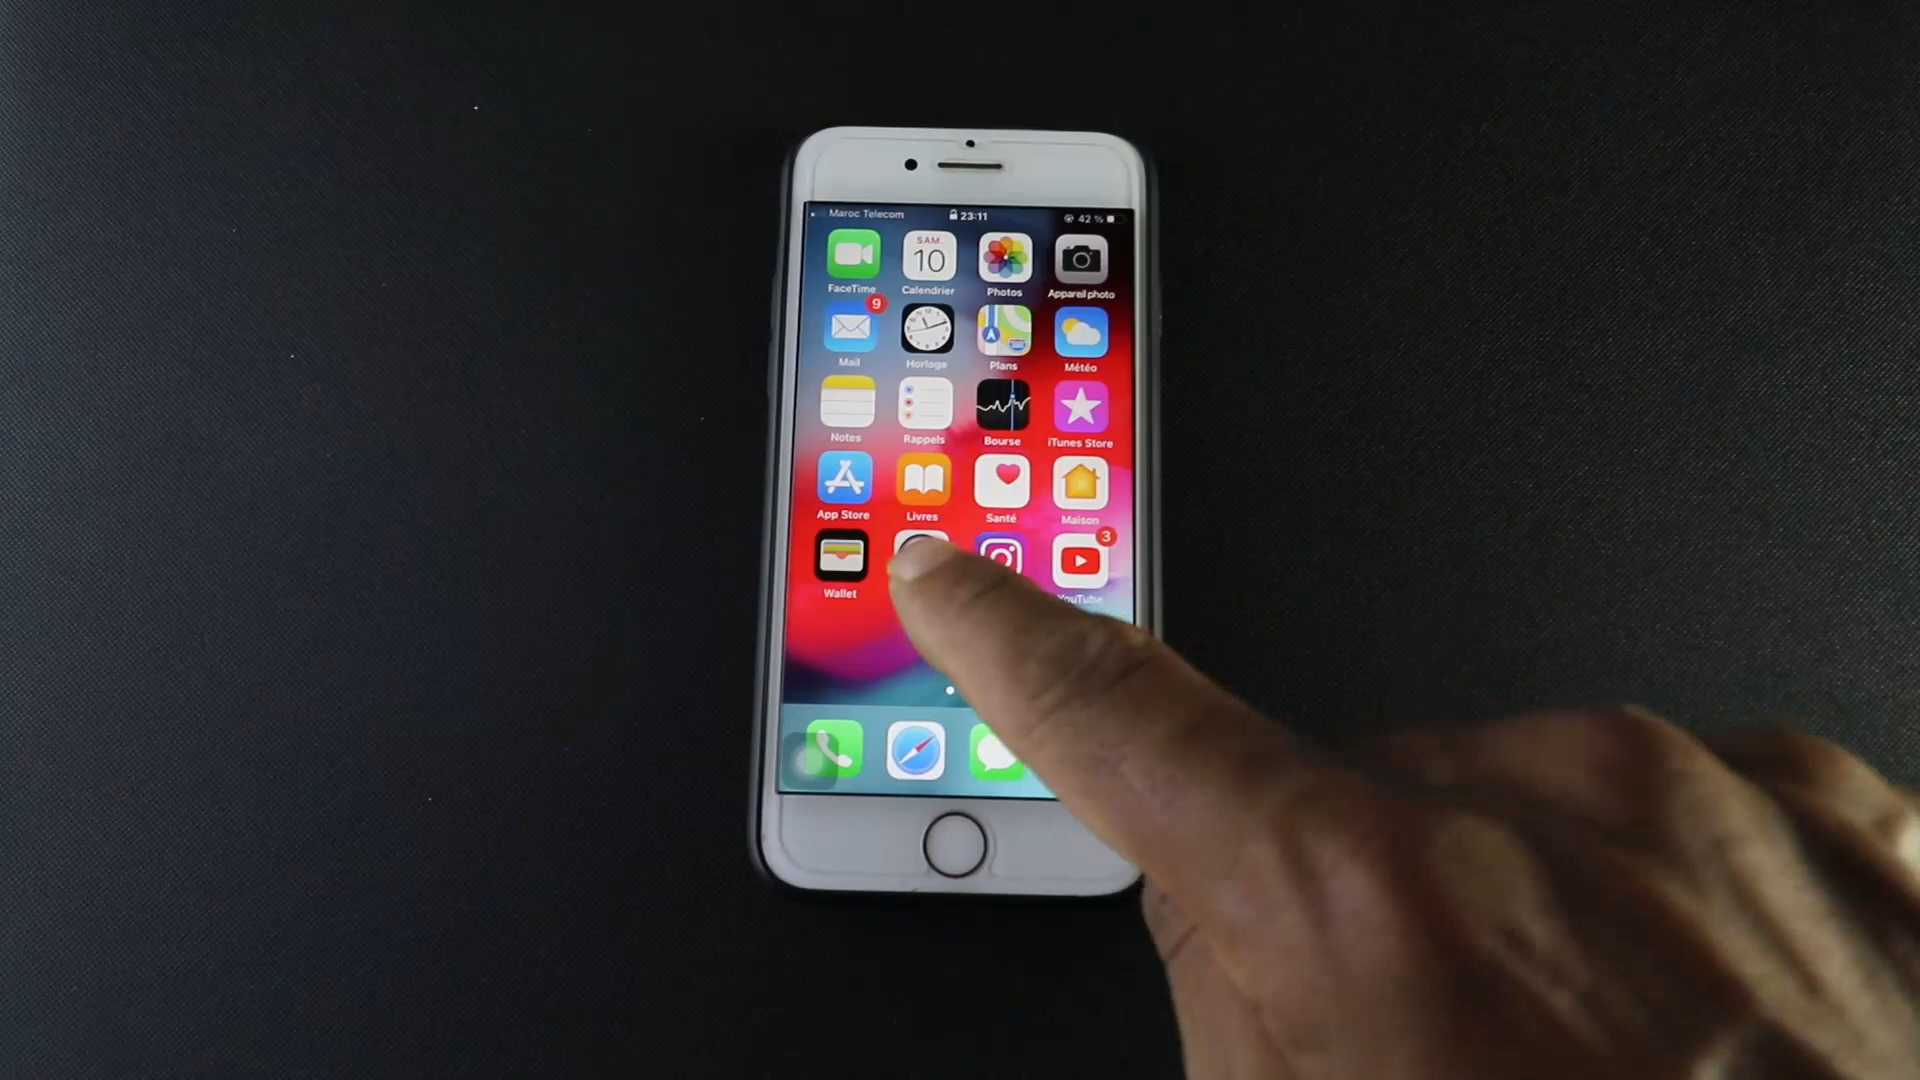 Maroc Telecom 23:11 42 %
SAM.
10
FaceTime Calendrier Photos Appareil photo
9
Mail Horloge Plans Météo
Notes Rappels Bourse iTunes Store
App Store Livres Santé Maison
3
Wallet YouTube